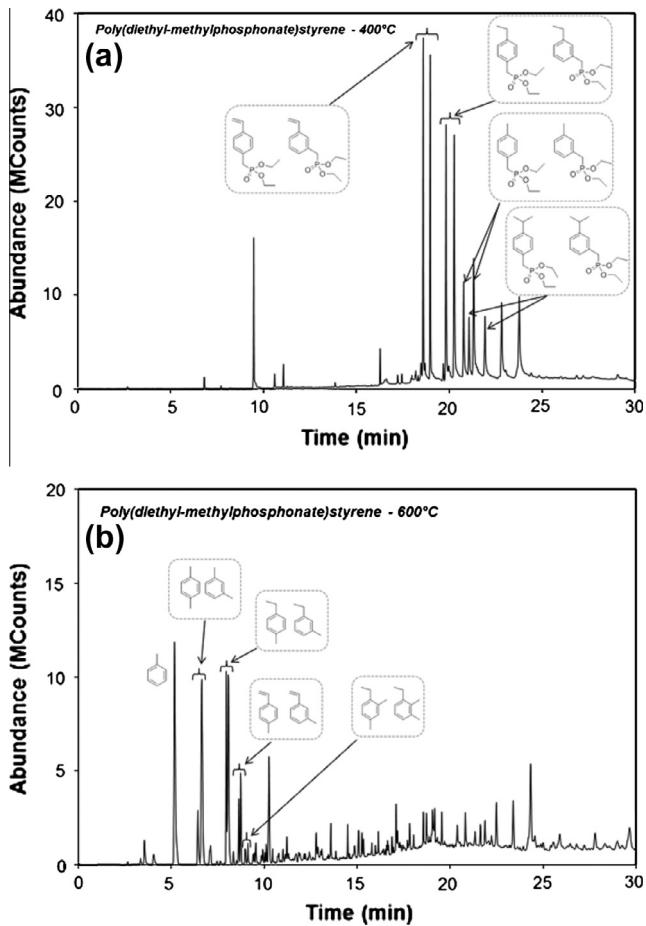 Poly(diethyl-methylphosphonate)styrene - 400°C
(a)
Abundance (MCounts)
40
30
20
10
0
0 5 10 15 20 25 30
Time (min)
O
P
O
O
O
P
O
O
O
P
O
O
O
P
O
O
O
P
O
O
O
P
O
O
O
P
O
O
O
P
O
O
Poly(diethyl-methylphosphonate)styrene - 600°C
(b)
Abundance (MCounts)
20
15
10
5
0
0 5 10 15 20 25 30
Time (min)